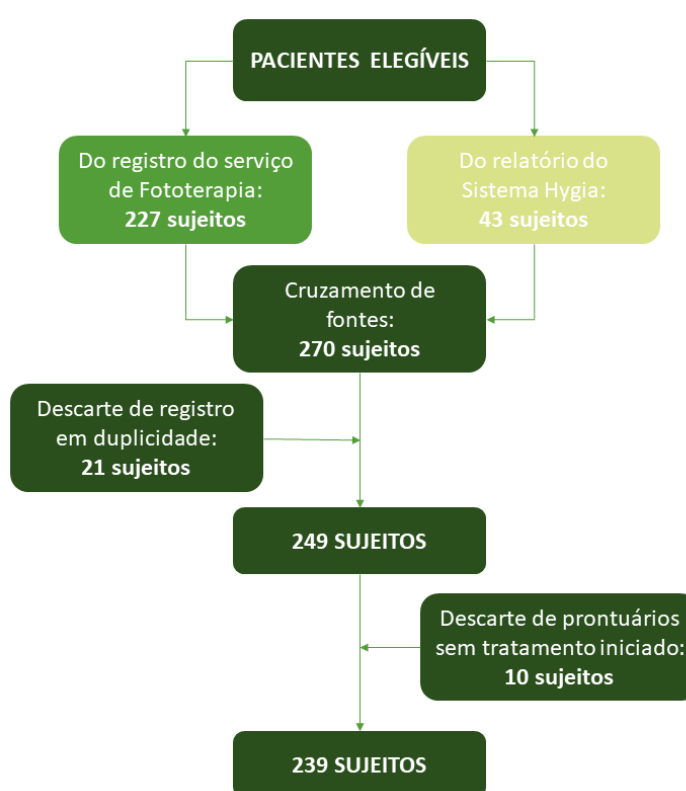 PACIENTES ELEGÍVEIS
Do registro do serviço
de Fototerapia:
227 sujeitos
Do relatório do
Sistema Hygia:
43 sujeitos
Cruzamento de
fontes:
270 sujeitos
Descarte de registro
em duplicidade:
21 sujeitos
249 SUJEITOS
Descarte de prontuários
sem tratamento iniciado:
10 sujeitos
239 SUJEITOS